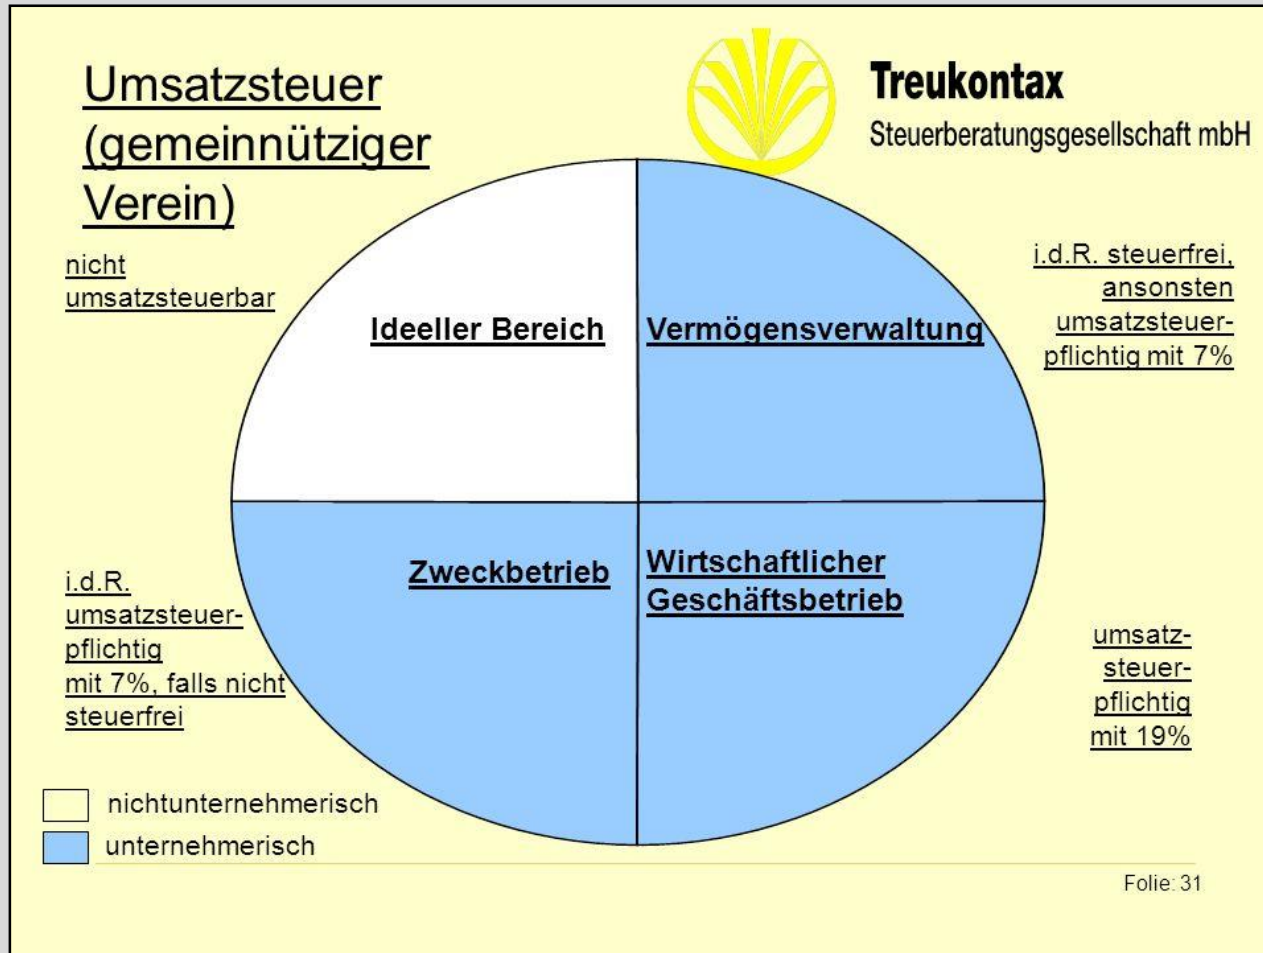 Umsatzsteuer
(gemeinnütziger
Verein)
Treukontax
Steuerberatungsgesellschaft mbH
nicht
umsatzsteuerbar
Ideeller Bereich
Vermögensverwaltung
i.d.R. steuerfrei,
ansonsten
umsatzsteuer-
pflichtig mit 7%
i.d.R.
umsatzsteuer-
pflichtig
mit 7%, falls nicht
steuerfrei
Zweckbetrieb
Wirtschaftlicher
Geschäftsbetrieb
umsatz-
steuer-
pflichtig
mit 19%
nichtunternehmerisch
unternehmerisch
Folie: 31